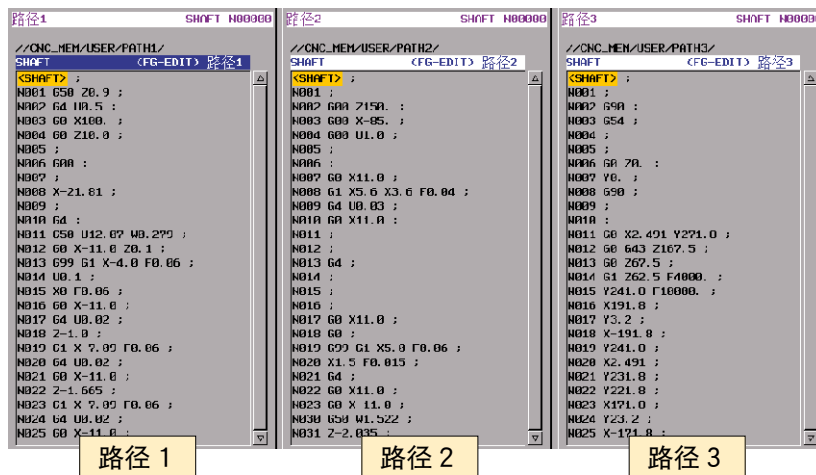 路径1 SHAFT N00000
//CNC_MEM/USER/PATH1/
SHAFT (FG-EDIT) 路径1
<SHAFT> ;
N001 G50 Z0.9 ;
N002 G4 U0.5 ;
N003 G0 X100. ;
N004 G0 Z10.0 ;
N005 ;
N006 G00 ;
N007 ;
N008 X-21.81 ;
N009 ;
N010 G4 ;
N011 G50 U12.07 W0.279 ;
N012 G0 X-11.0 Z0.1 ;
N013 G99 G1 X-4.0 F0.06 ;
N014 U0.1 ;
N015 X0 F0.06 ;
N016 G0 X-11.0 ;
N017 G4 U0.02 ;
N018 Z-1.0 ;
N019 G1 X-7.09 F0.06 ;
N020 G4 U0.02 ;
N021 G0 X-11.0 ;
N022 Z-1.665 ;
N023 G1 X-7.09 F0.06 ;
N024 G4 U0.02 ;
N025 G0 X-11.0 ;
路径 1
路径2 SHAFT N00000
//CNC_MEM/USER/PATH2/
SHAFT (FG-EDIT) 路径2
<SHAFT> ;
N001 ;
N002 G00 Z150. ;
N003 G00 X-85. ;
N004 G00 U1.0 ;
N005 ;
N006 ;
N007 G0 X11.0 ;
N008 G1 X5.6 X3.6 F0.04 ;
N009 G4 U0.03 ;
N010 G0 X11.0 ;
N011 ;
N012 ;
N013 G4 ;
N014 ;
N015 ;
N016 ;
N017 G0 X11.0 ;
N018 G0 ;
N019 G99 G1 X5.0 F0.06 ;
N020 X1.5 F0.015 ;
N021 G4 ;
N022 G0 X11.0 ;
N023 G0 X 11.0 ;
N030 G50 W1.522 ;
N031 Z-2.035 ;
路径 2
路径3 SHAFT N00000
//CNC_MEM/USER/PATH3/
SHAFT (FG-EDIT) 路径3
<SHAFT> ;
N001 ;
N002 G90 ;
N003 G54 ;
N004 ;
N005 ;
N006 G0 Z0. ;
N007 Y0. ;
N008 G90 ;
N009 ;
N010 ;
N011 G0 X2.491 Y271.0 ;
N012 G0 G43 Z167.5 ;
N013 G0 Z67.5 ;
N014 G1 Z62.5 F4000. ;
N015 Y241.0 F10000. ;
N016 X191.8 ;
N017 Y3.2 ;
N018 X-191.8 ;
N019 Y241.0 ;
N020 X2.491 ;
N021 Y231.8 ;
N022 Y221.8 ;
N023 X171.0 ;
N024 Y23.2 ;
N025 X-171.8 ;
路径 3